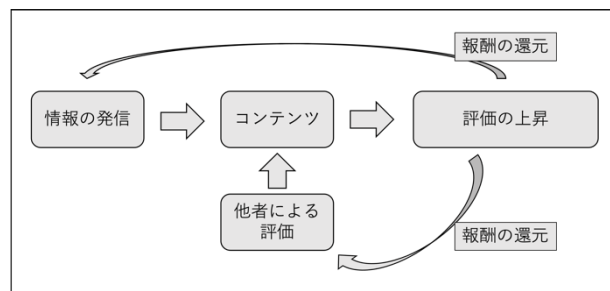 報酬の還元
情報の発信
コンテンツ
評価の上昇
他者による
評価
報酬の還元